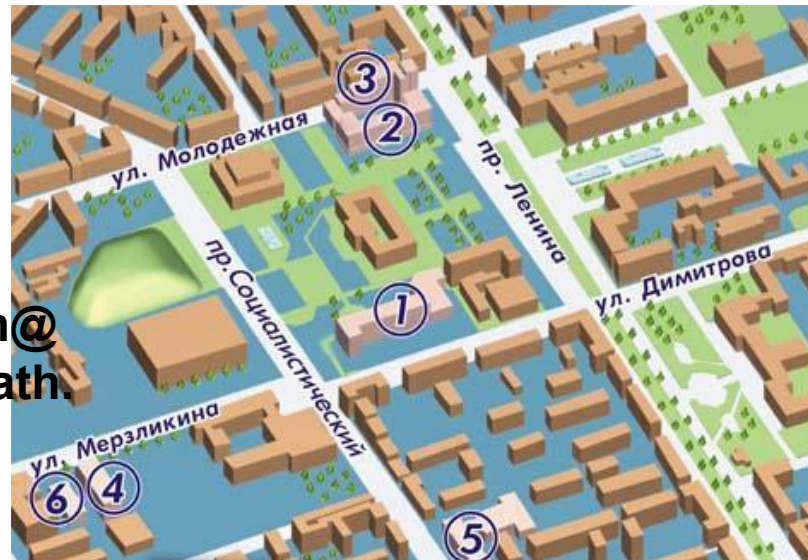 3
2
ул. Молодежная
пр. Ленина
пр. Социалистический
1
ул. Димитрова
@
ath.
ул. Мерзликина
6
4
5